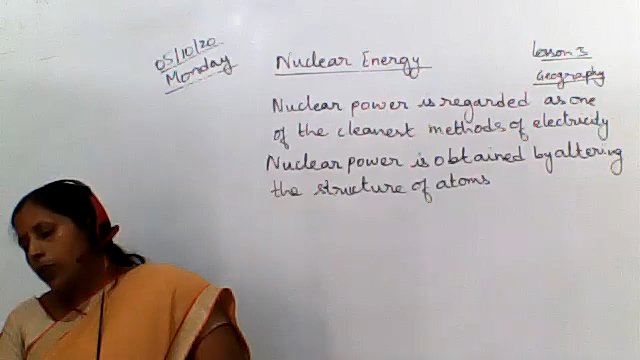 05/10/20
Monday
Nuclear Energy
Lesson 3
Geography
Nuclear power is regarded as one
of the cleanest methods of electricity
Nuclear power is obtained by altering
the structure of atoms